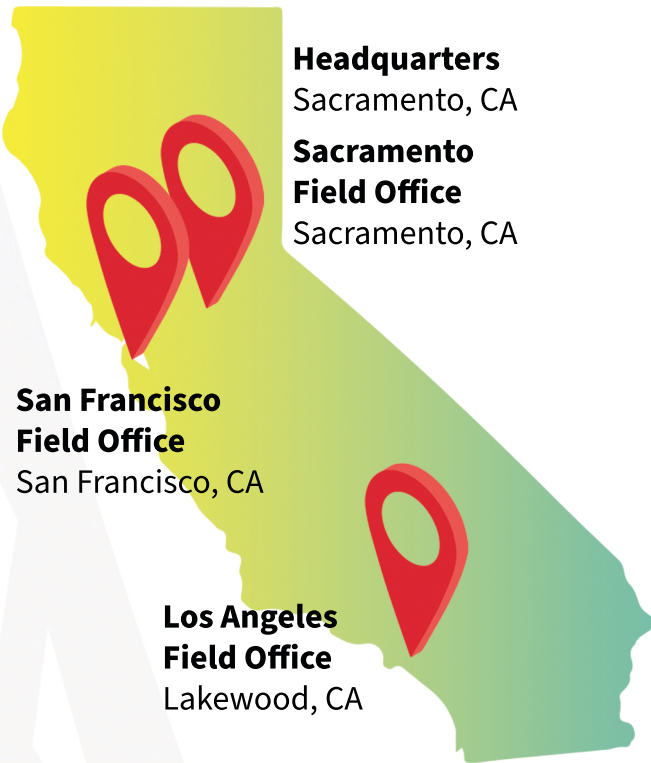 Headquarters
Sacramento, CA
Sacramento
Field Office
Sacramento, CA
San Francisco
Field Office
San Francisco, CA
Los Angeles
Field Office
Lakewood, CA